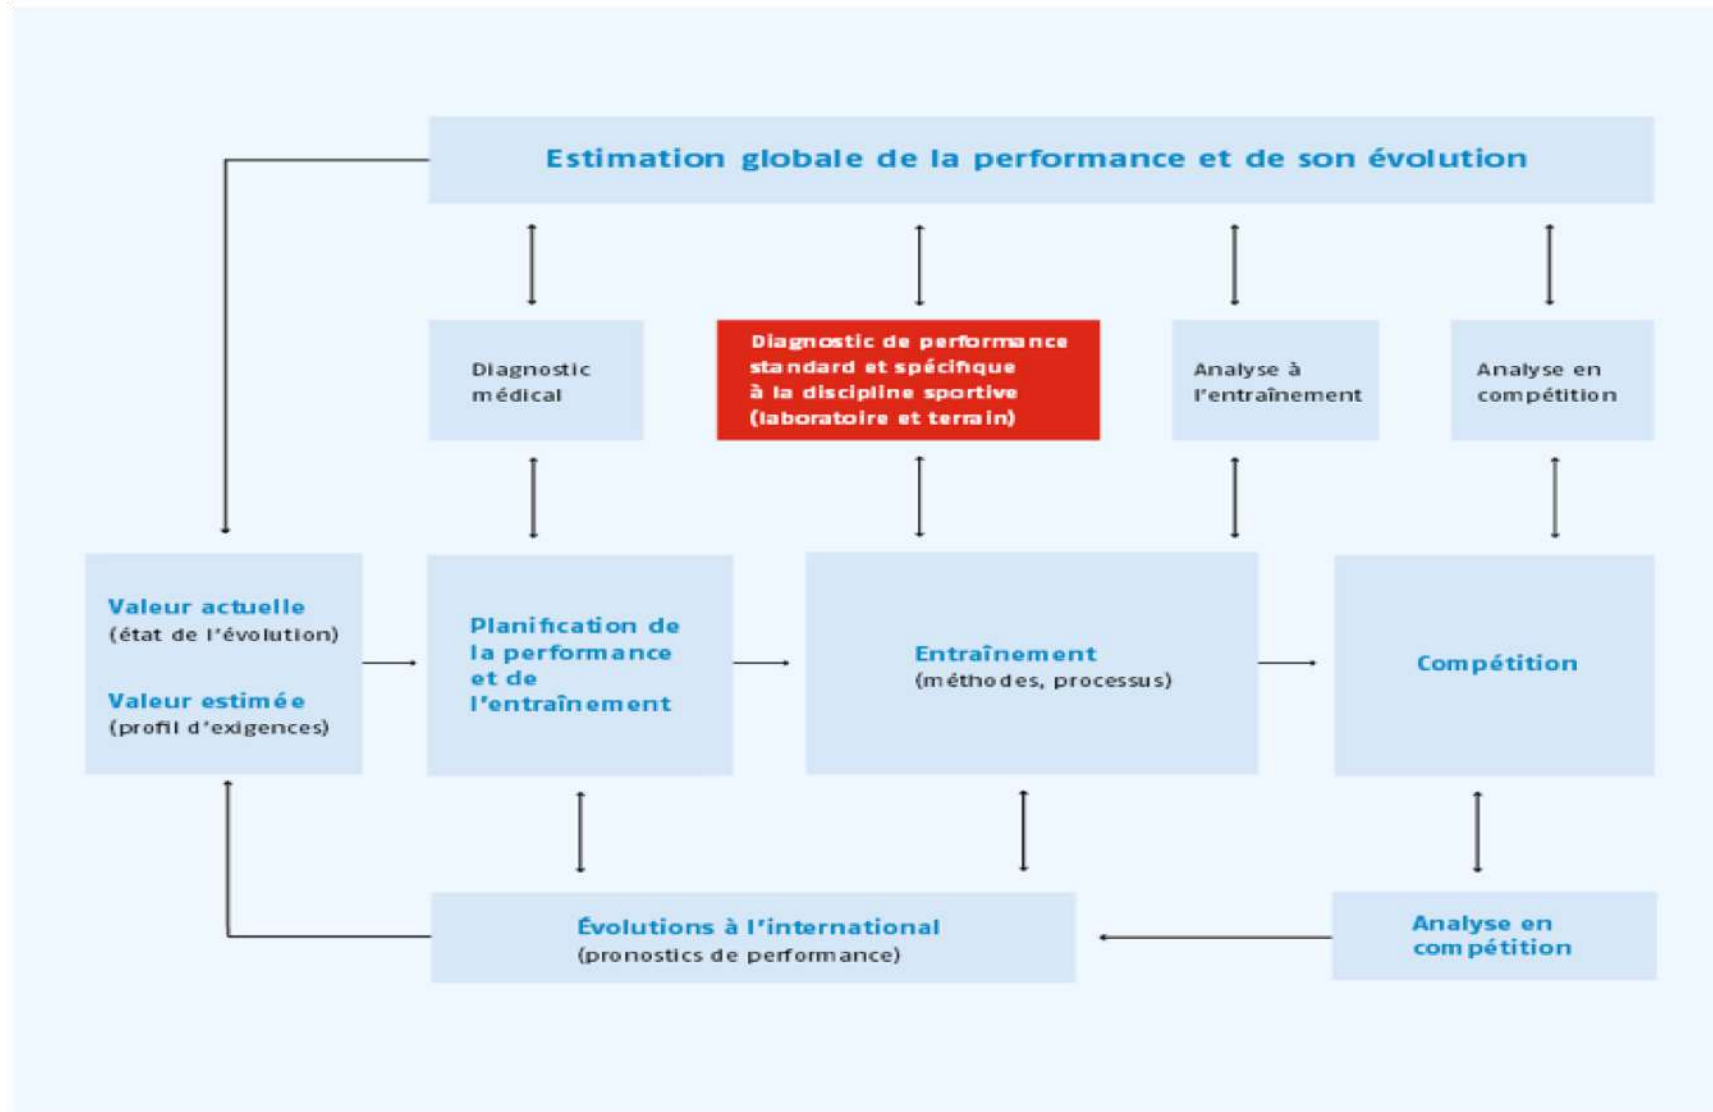 Estimation globale de la performance et de son évolution
Diagnostic
médical
Diagnostic de performance
standard et spécifique
à la discipline sportive
(laboratoire et terrain)
Analyse à
l'entraînement
Analyse en
compétition
Valeur actuelle
(état de l'évolution)
Valeur estimée
(profil d'exigences)
Planification de
la performance
et de
l'entraînement
Entraînement
(méthodes, processus)
Compétition
Évolutions à l'international
(pronostics de performance)
Analyse en
compétition